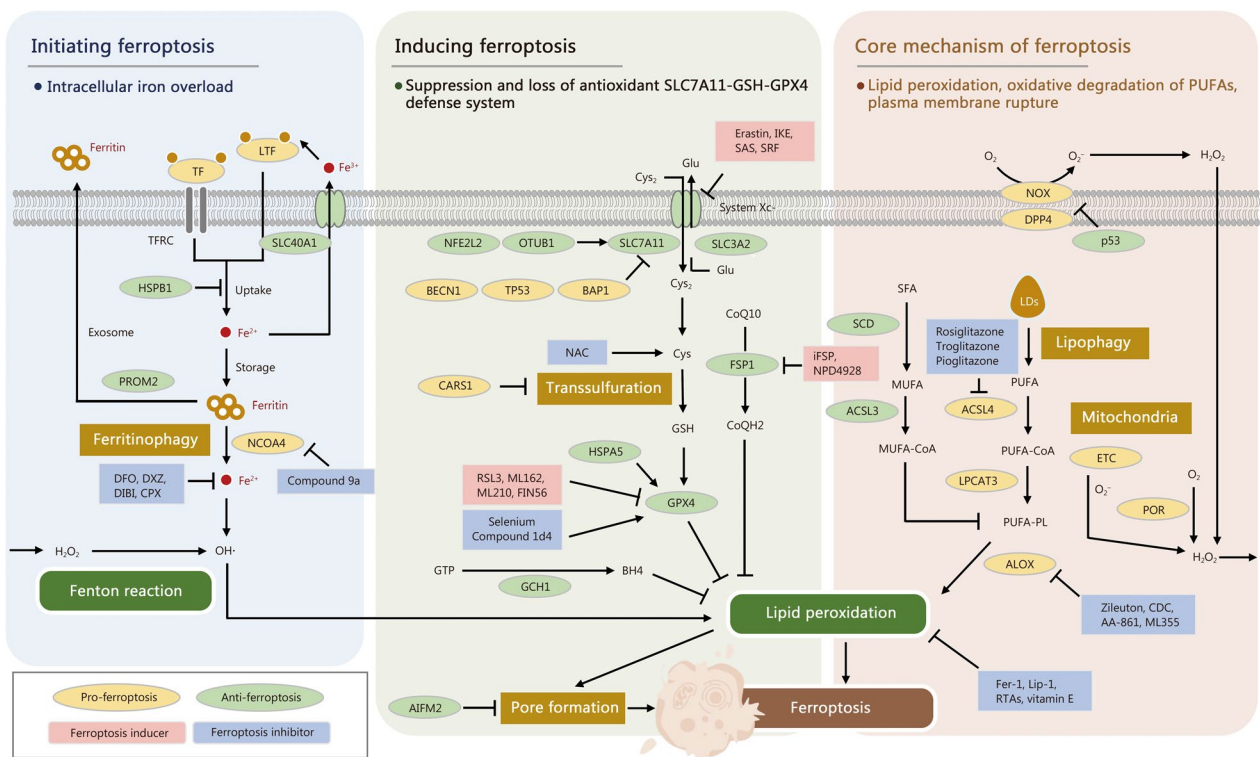 Initiating ferroptosis
• Intracellular iron overload
Ferritin
TF
LTF
Fe³⁺
TFRC
SLC40A1
HSPB1
Uptake
Exosome
Fe²⁺
Storage
PROM2
Ferritin
Ferritinophagy
NCOA4
DFO, DXZ,
DIBI, CPX
Fe²⁺
Compound 9a
H₂O₂
OH·
Fenton reaction
Pro-ferroptosis
Anti-ferroptosis
Ferroptosis inducer
Ferroptosis inhibitor
Inducing ferroptosis
• Suppression and loss of antioxidant SLC7A11-GSH-GPX4
defense system
Erastin, IKE,
SAS, SRF
Glu
Cys₂
System Xc-
NFE2L2
OTUB1
SLC7A11
SLC3A2
BECN1
TP53
BAP1
Glu
Cys₂
CoQ10
NAC
Cys
FSP1
iFSP,
NPD4928
CARS1
Transsulfuration
GSH
CoQH2
HSPA5
RSL3, ML162,
ML210, FIN56
GPX4
Selenium
Compound 1d4
GTP
BH4
GCH1
Lipid peroxidation
AIFM2
Pore formation
Ferroptosis
Core mechanism of ferroptosis
• Lipid peroxidation, oxidative degradation of PUFAs,
plasma membrane rupture
O₂
O₂⁻
H₂O₂
NOX
DPP4
p53
SFA
LDs
SCD
Rosiglitazone
Troglitazone
Pioglitazone
Lipophagy
MUFA
PUFA
ACSL3
ACSL4
Mitochondria
MUFA-CoA
PUFA-CoA
ETC
LPCAT3
O₂⁻
O₂
POR
PUFA-PL
H₂O₂
ALOX
Zileuton, CDC,
AA-861, ML355
Fer-1, Lip-1,
RTAs, vitamin E